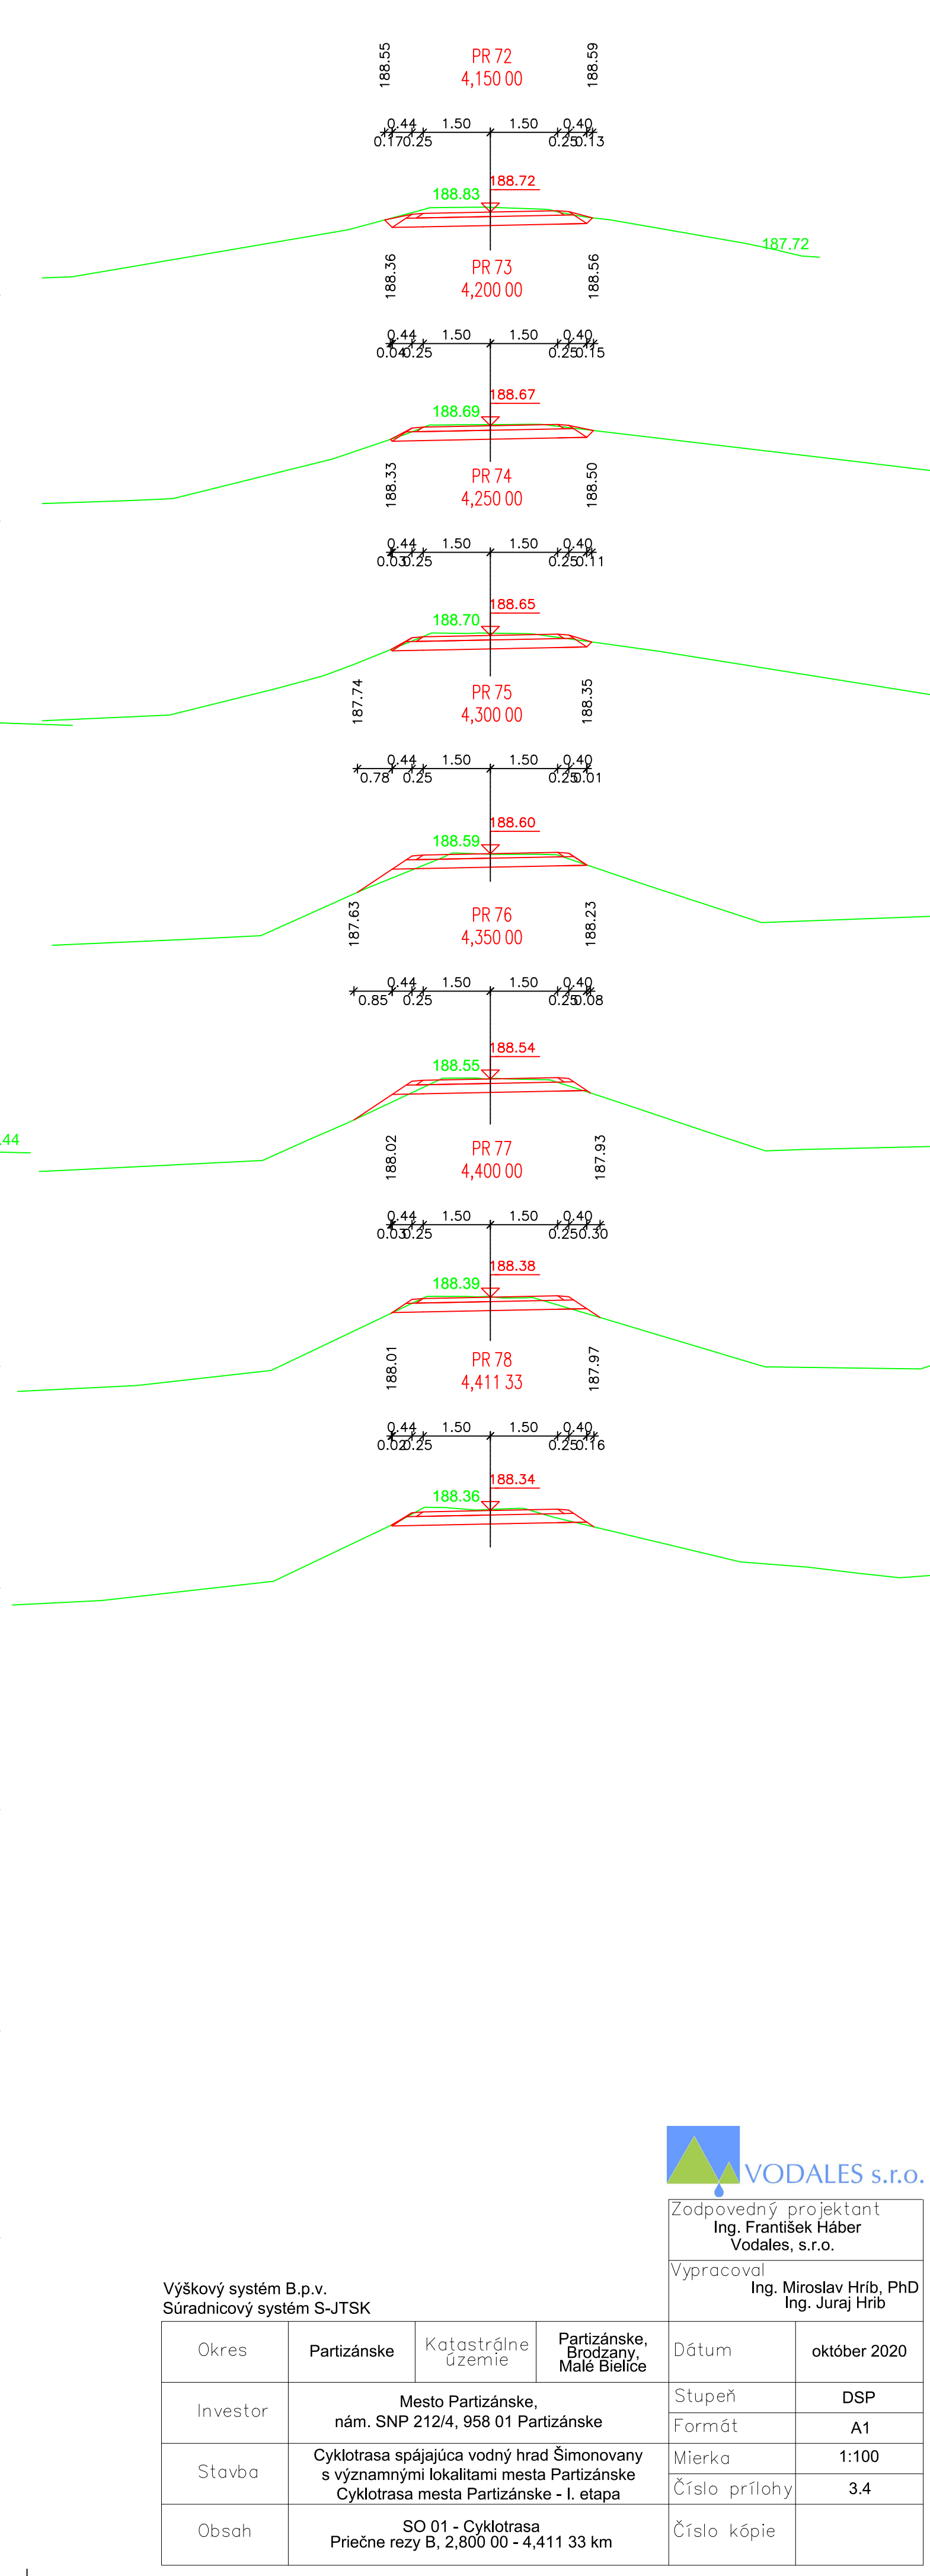 188.55
PR 72
4,150 00
188.59
0.44 1.50 1.50 0.40
0.17 0.25 0.25 0.13
188.72
188.83
187.72
188.36
PR 73
4,200 00
188.56
0.44 1.50 1.50 0.40
0.04 0.25 0.25 0.15
188.67
188.69
188.33
PR 74
4,250 00
188.50
0.44 1.50 1.50 0.40
0.03 0.25 0.25 0.11
188.65
188.70
187.74
PR 75
4,300 00
188.35
0.44 1.50 1.50 0.40
0.78 0.25 0.25 0.01
188.60
188.59
187.63
PR 76
4,350 00
188.23
0.44 1.50 1.50 0.40
0.85 0.25 0.25 0.08
188.54
188.55
.44
188.02
PR 77
4,400 00
187.93
0.44 1.50 1.50 0.40
0.03 0.25 0.25 0.30
188.38
188.39
188.01
PR 78
4,411 33
187.97
0.44 1.50 1.50 0.40
0.02 0.25 0.25 0.16
188.34
188.36
VODALES s.r.o.
Zodpovedný projektant
Ing. František Háber
Vodales, s.r.o.
Vypracoval
Ing. Miroslav Hríb, PhD
Ing. Juraj Hrib
Výškový systém B.p.v.
Súradnicový systém S-JTSK
Okres
Partizánske
Katastrálne
územie
Partizánske,
Brodzany,
Malé Bielice
Dátum
október 2020
Investor
Mesto Partizánske,
nám. SNP 212/4, 958 01 Partizánske
Stupeň
DSP
Formát
A1
Stavba
Cyklotrasa spájajúca vodný hrad Šimonovany
s významnými lokalitami mesta Partizánske
Cyklotrasa mesta Partizánske - I. etapa
Mierka
1:100
Číslo prílohy
3.4
Obsah
SO 01 - Cyklotrasa
Priečne rezy B, 2,800 00 - 4,411 33 km
Číslo kópie